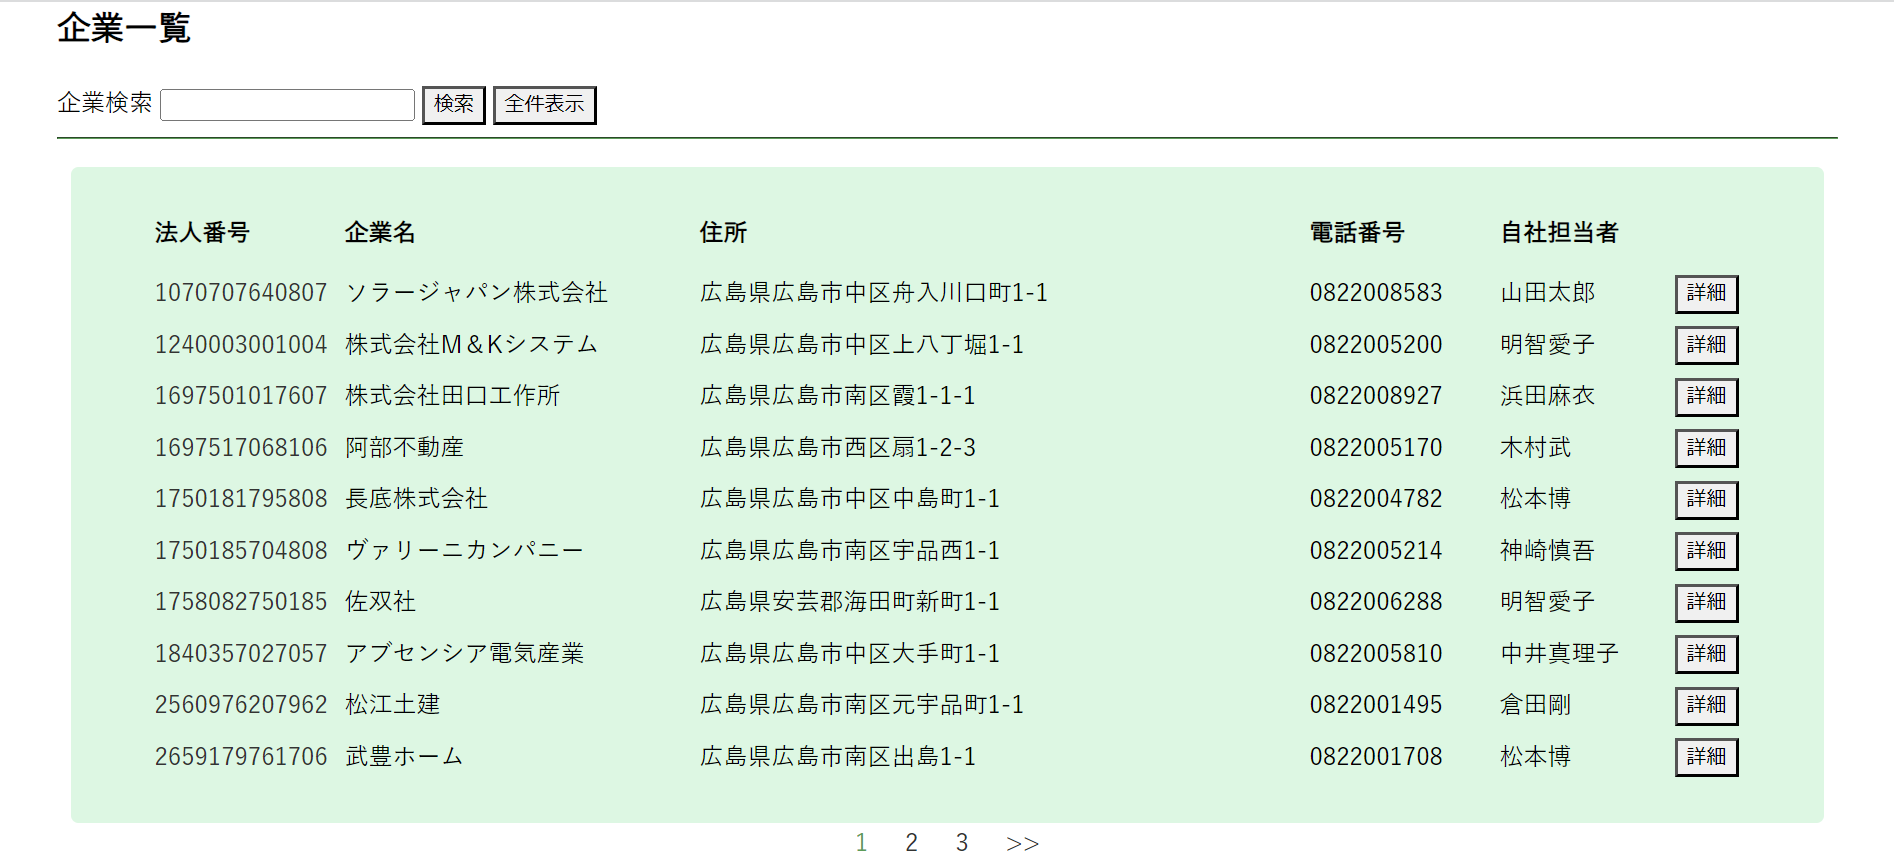 企業一覧
企業検索 検索 全件表示
法人番号 企業名 住所 電話番号 自社担当者
1070707640807 ソラージャパン株式会社 広島県広島市中区舟入川口町1-1 0822008583 山田太郎 詳細
1240003001004 株式会社M＆Kシステム 広島県広島市中区上八丁堀1-1 0822005200 明智愛子 詳細
1697501017607 株式会社田口工作所 広島県広島市南区霞1-1-1 0822008927 浜田麻衣 詳細
1697517068106 阿部不動産 広島県広島市西区扇1-2-3 0822005170 木村武 詳細
1750181795808 長底株式会社 広島県広島市中区中島町1-1 0822004782 松本博 詳細
1750185704808 ヴァリーニカンパニー 広島県広島市南区宇品西1-1 0822005214 神崎慎吾 詳細
1758082750185 佐双社 広島県安芸郡海田町新町1-1 0822006288 明智愛子 詳細
1840357027057 アブセンシア電気産業 広島県広島市中区大手町1-1 0822005810 中井真理子 詳細
2560976207962 松江土建 広島県広島市南区元宇品町1-1 0822001495 倉田剛 詳細
2659179761706 武豊ホーム 広島県広島市南区出島1-1 0822001708 松本博 詳細
1 2 3 >>